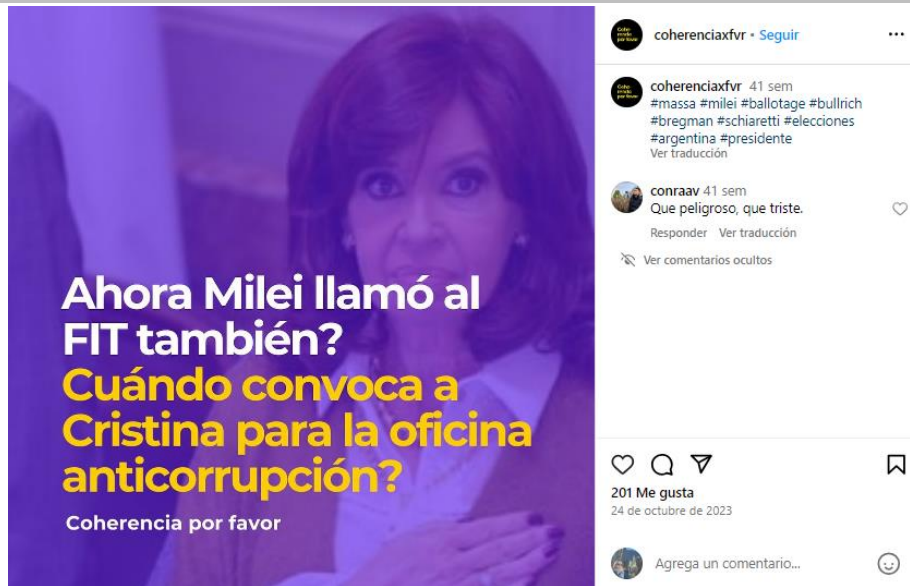 Ahora Milei llamó al
FIT también?
Cuándo convoca a
Cristina para la oficina
anticorrupción?
Coherencia por favor
coherenciaxfvr • Seguir
coherenciaxfvr 41 sem
#massa #milei #ballotage #bullrich
#bregman #schiaretti #elecciones
#argentina #presidente
Ver traducción
conraav 41 sem
Que peligroso, que triste.
Responder Ver traducción
Ver comentarios ocultos
201 Me gusta
24 de octubre de 2023
Agrega un comentario...